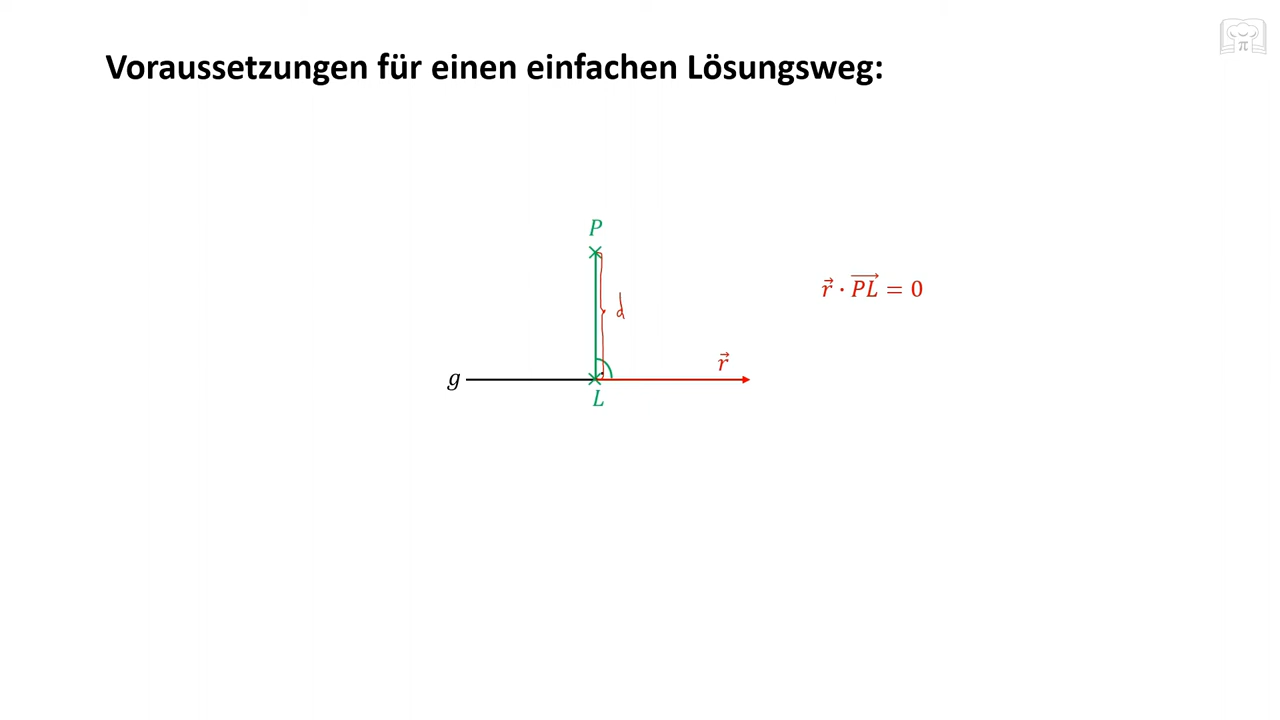 Voraussetzungen für einen einfachen Lösungsweg:
P
d
r⃗ · PL⃗ = 0
r⃗
g
L